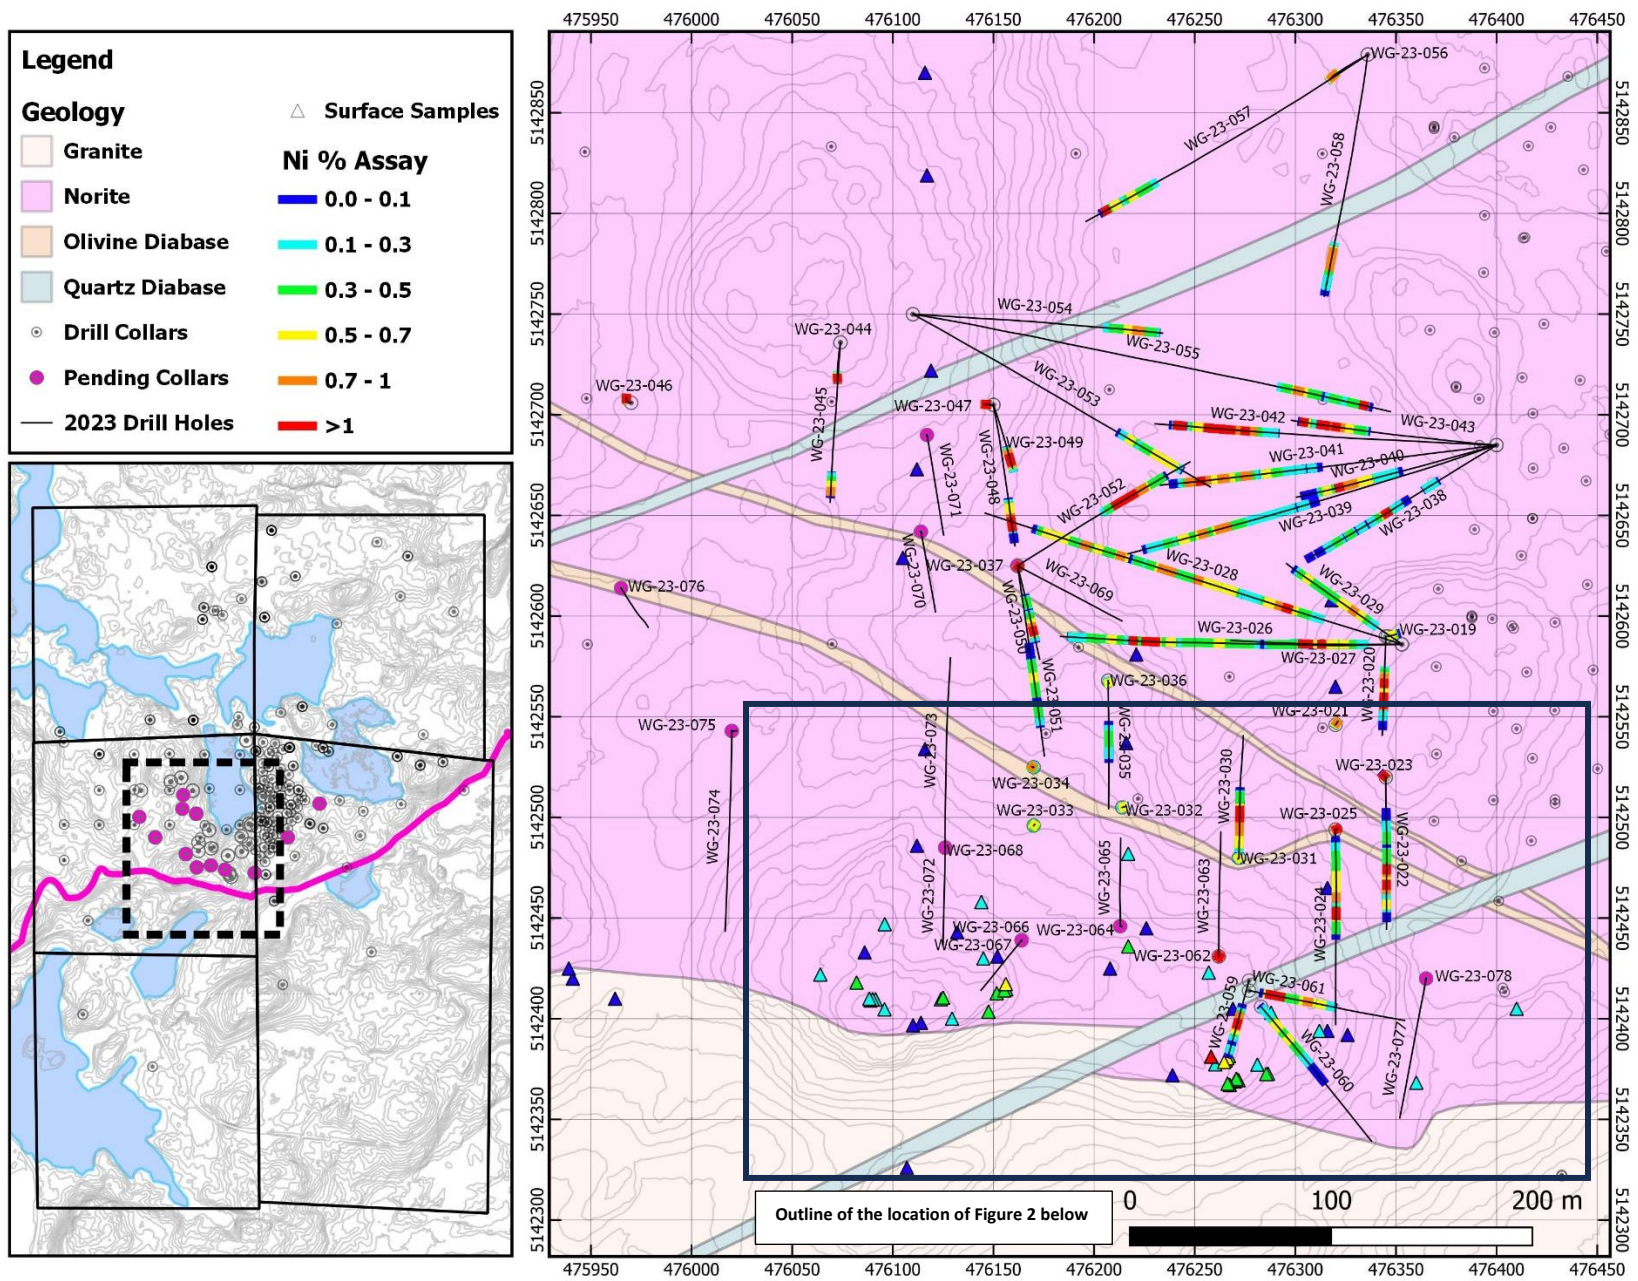 Legend
Geology
Granite
Norite
Olivine Diabase
Quartz Diabase
Drill Collars
Pending Collars
2023 Drill Holes
Surface Samples
Ni % Assay
0.0 - 0.1
0.1 - 0.3
0.3 - 0.5
0.5 - 0.7
0.7 - 1
>1
475950 476000 476050 476100 476150 476200 476250 476300 476350 476400 476450
5142850
5142800
5142750
5142700
5142650
5142600
5142550
5142500
5142450
5142400
5142350
5142300
WG-23-056
WG-23-057
WG-23-058
WG-23-054
WG-23-055
WG-23-044
WG-23-053
WG-23-046
WG-23-045
WG-23-047
WG-23-042
WG-23-043
WG-23-049
WG-23-041
WG-23-040
WG-23-071
WG-23-048
WG-23-052
WG-23-039
WG-23-038
WG-23-037
WG-23-070
WG-23-069
WG-23-028
WG-23-029
WG-23-076
WG-23-050
WG-23-026
WG-23-019
WG-23-027
WG-23-020
WG-23-036
WG-23-051
WG-23-075
WG-23-073
WG-23-035
WG-23-021
WG-23-030
WG-23-034
WG-23-023
WG-23-074
WG-23-033
WG-23-032
WG-23-025
WG-23-068
WG-23-031
WG-23-022
WG-23-072
WG-23-065
WG-23-063
WG-23-024
WG-23-066
WG-23-064
WG-23-067
WG-23-062
WG-23-061
WG-23-078
WG-23-059
WG-23-060
WG-23-077
Outline of the location of Figure 2 below
0 100 200 m
5142850
5142800
5142750
5142700
5142650
5142600
5142550
5142500
5142450
5142400
5142350
5142300
475950 476000 476050 476100 476150 476200 476250 476300 476350 476400 476450